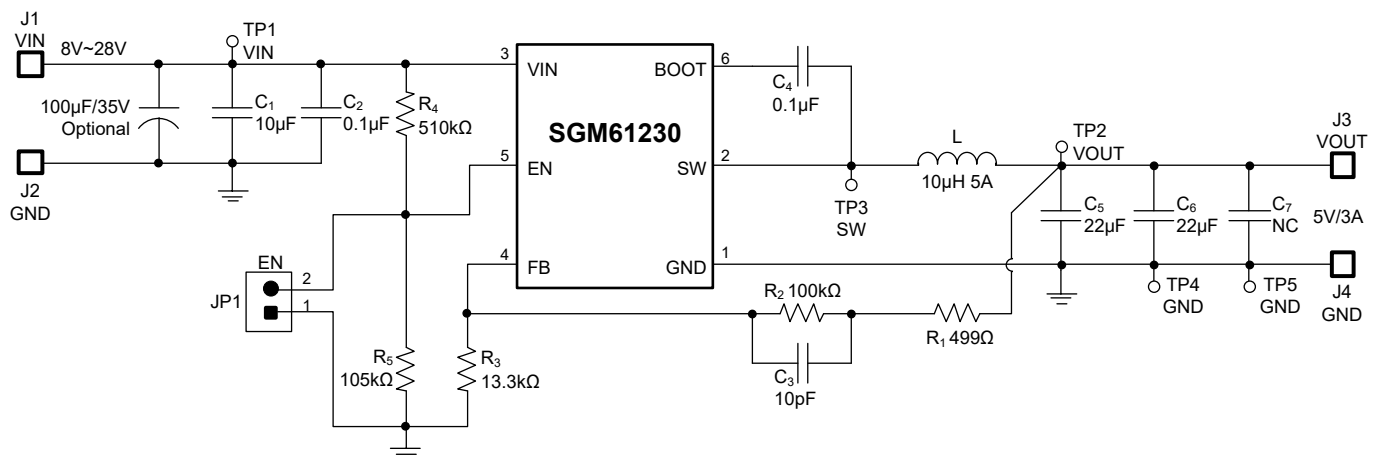 J1
VIN
8V~28V
TP1
VIN
100µF/35V
Optional
C1
10µF
C2
0.1µF
R4
510kΩ
J2
GND
3
VIN
5
EN
4
FB
SGM61230
BOOT
6
SW
2
GND
1
C4
0.1µF
TP3
SW
L
10µH 5A
TP2
VOUT
J3
VOUT
C5
22µF
C6
22µF
C7
NC
5V/3A
TP4
GND
TP5
GND
J4
GND
EN
JP1
2
1
R5
105kΩ
R3
13.3kΩ
R2 100kΩ
C3
10pF
R1 499Ω